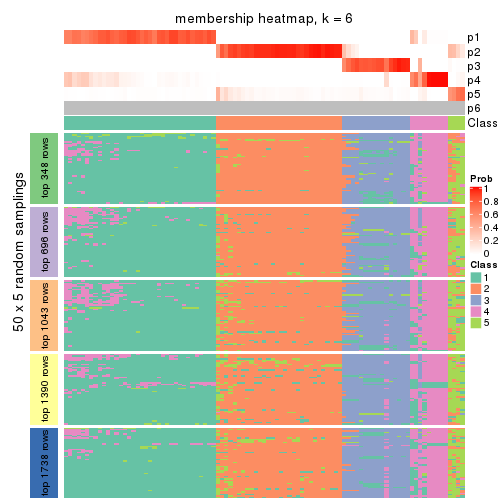 membership heatmap, k = 6
p1
p2
p3
p4
p5
p6
Class
50 x 5 random samplings
top 348 rows
top 696 rows
top 1043 rows
top 1390 rows
top 1738 rows
Prob
1
0.8
0.6
0.4
0.2
0
Class
1
2
3
4
5